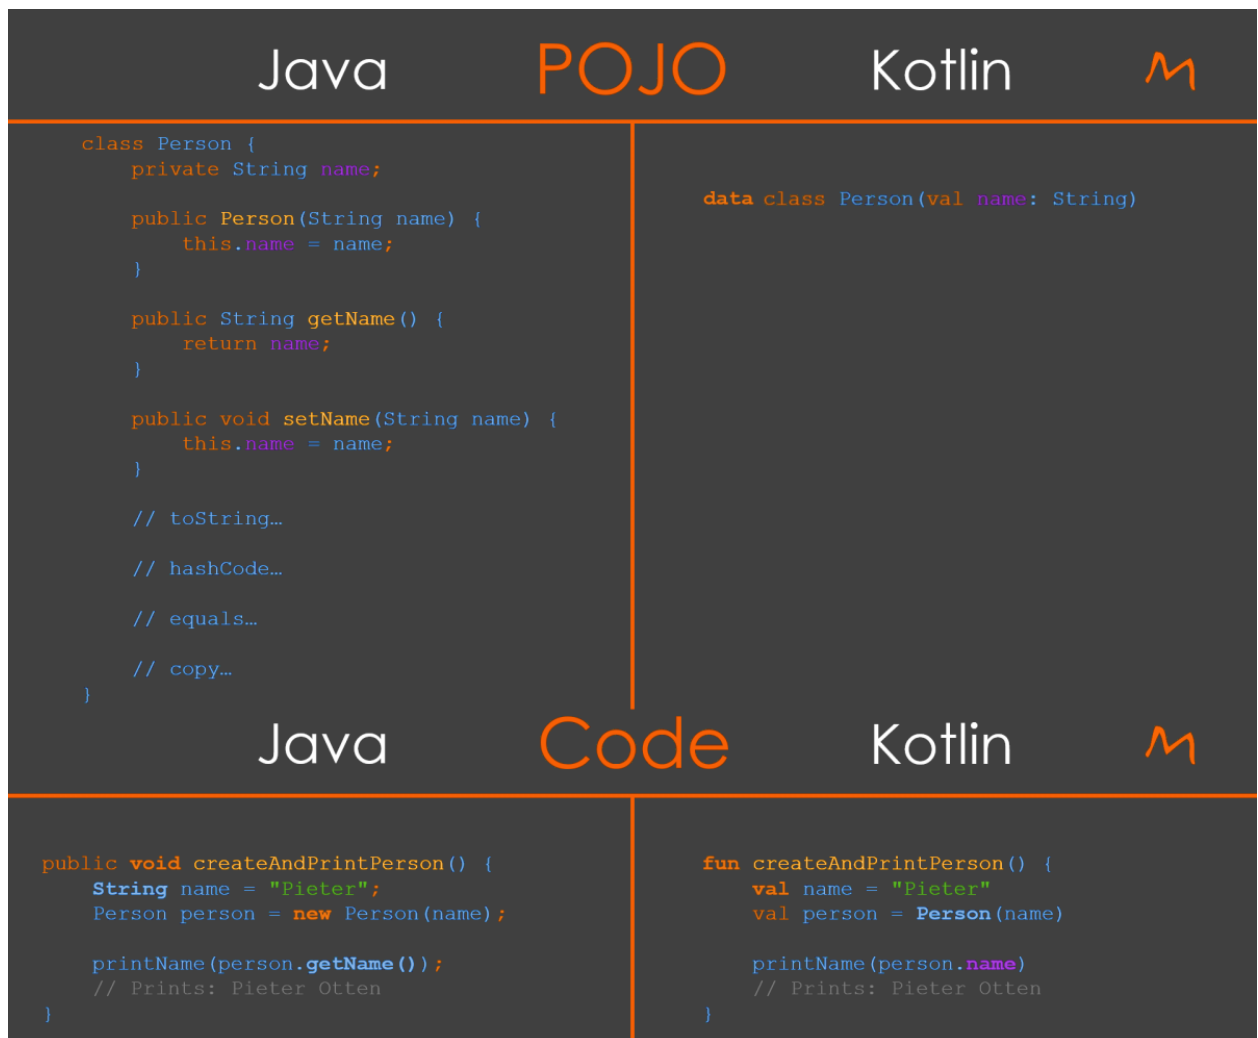 Java POJO Kotlin
class Person {
private String name;
public Person(String name) {
this.name = name;
}
public String getName() {
return name;
}
public void setName(String name) {
this.name = name;
}
// toString…
// hashCode…
// equals…
// copy…
}
data class Person(val name: String)
Java Code Kotlin
public void createAndPrintPerson() {
String name = "Pieter";
Person person = new Person(name);
printName(person.getName());
// Prints: Pieter Otten
}
fun createAndPrintPerson() {
val name = "Pieter"
val person = Person(name)
printName(person.name)
// Prints: Pieter Otten
}